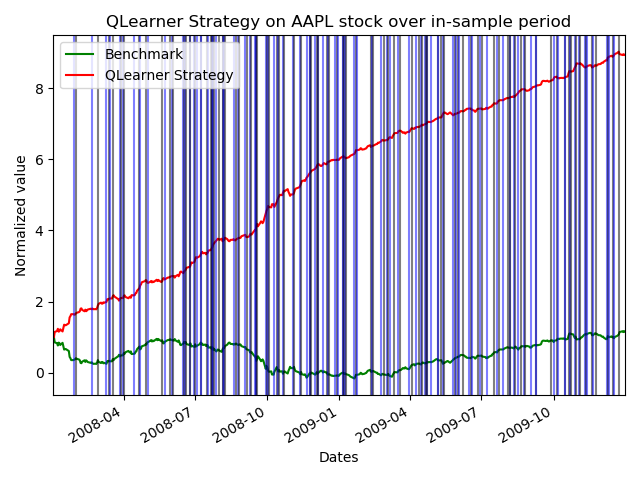 QLearner Strategy on AAPL stock over in-sample period
Benchmark
QLearner Strategy
Normalized value
8
6
4
2
0
2008-04
2008-07
2008-10
2009-01
2009-04
2009-07
2009-10
Dates